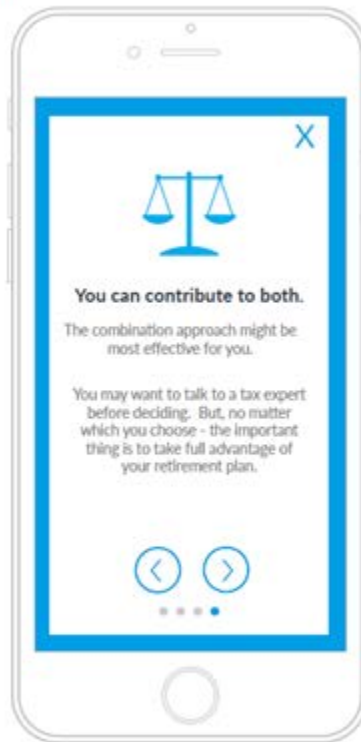 X
You can contribute to both.
The combination approach might be
most effective for you.
You may want to talk to a tax expert
before deciding. But, no matter
which you choose - the important
thing is to take full advantage of
your retirement plan.